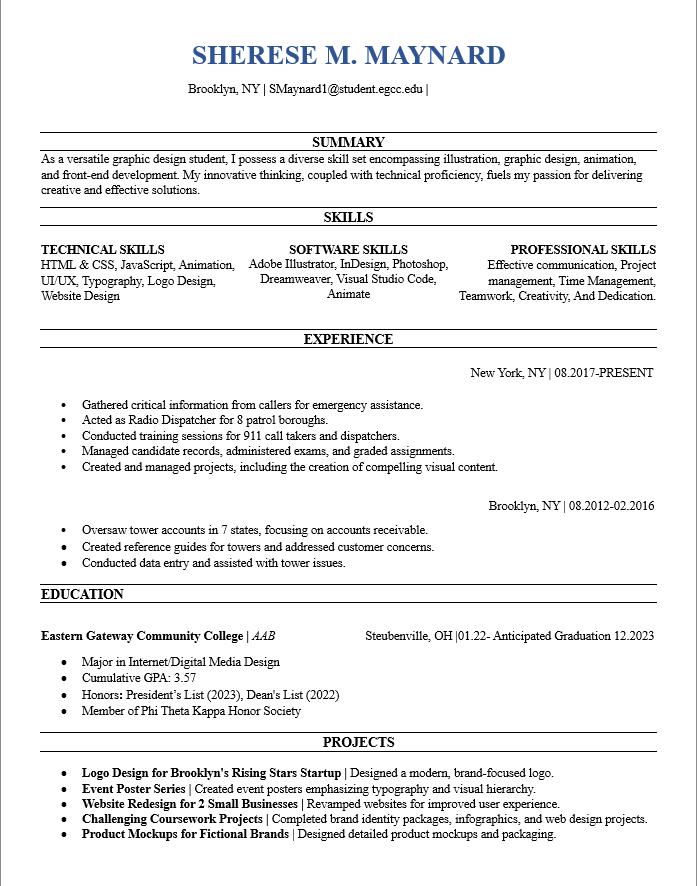 SHERESE M. MAYNARD
Brooklyn, NY | SMaynard1@student.egcc.edu |
SUMMARY
As a versatile graphic design student, I possess a diverse skill set encompassing illustration, graphic design, animation,
and front-end development. My innovative thinking, coupled with technical proficiency, fuels my passion for delivering
creative and effective solutions.
SKILLS
TECHNICAL SKILLS
HTML & CSS, JavaScript, Animation,
UI/UX, Typography, Logo Design,
Website Design
SOFTWARE SKILLS
Adobe Illustrator, InDesign, Photoshop,
Dreamweaver, Visual Studio Code,
Animate
PROFESSIONAL SKILLS
Effective communication, Project
management, Time Management,
Teamwork, Creativity, And Dedication.
EXPERIENCE
New York, NY | 08.2017-PRESENT
• Gathered critical information from callers for emergency assistance.
• Acted as Radio Dispatcher for 8 patrol boroughs.
• Conducted training sessions for 911 call takers and dispatchers.
• Managed candidate records, administered exams, and graded assignments.
• Created and managed projects, including the creation of compelling visual content.
Brooklyn, NY | 08.2012-02.2016
• Oversaw tower accounts in 7 states, focusing on accounts receivable.
• Created reference guides for towers and addressed customer concerns.
• Conducted data entry and assisted with tower issues.
EDUCATION
Eastern Gateway Community College | AAB Steubenville, OH |01.22- Anticipated Graduation 12.2023
• Major in Internet/Digital Media Design
• Cumulative GPA: 3.57
• Honors: President’s List (2023), Dean's List (2022)
• Member of Phi Theta Kappa Honor Society
PROJECTS
• Logo Design for Brooklyn's Rising Stars Startup | Designed a modern, brand-focused logo.
• Event Poster Series | Created event posters emphasizing typography and visual hierarchy.
• Website Redesign for 2 Small Businesses | Revamped websites for improved user experience.
• Challenging Coursework Projects | Completed brand identity packages, infographics, and web design projects.
• Product Mockups for Fictional Brands | Designed detailed product mockups and packaging.